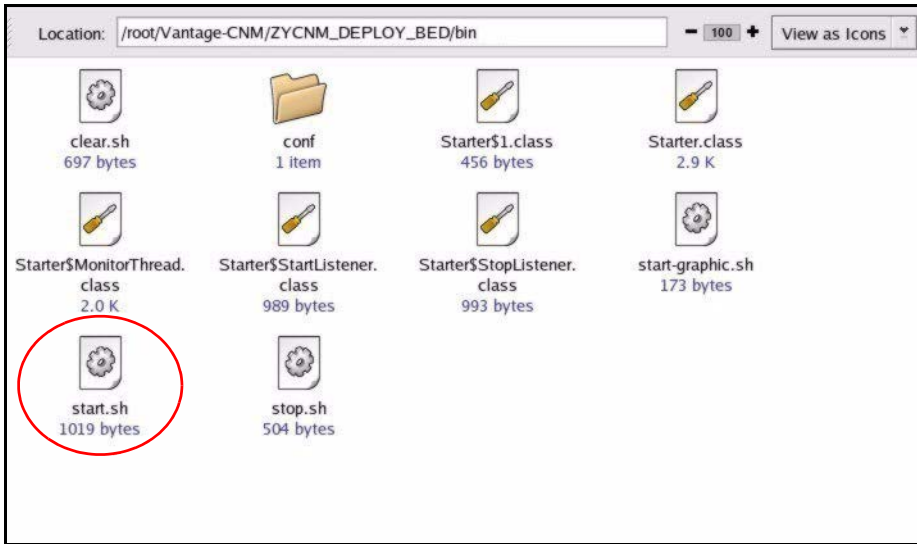 Location: /root/Vantage-CNM/ZYCNM_DEPLOY_BED/bin 100 View as Icons
clear.sh
697 bytes
conf
1 item
Starter$1.class
456 bytes
Starter.class
2.9 K
Starter$MonitorThread.
class
2.0 K
Starter$StartListener.
class
989 bytes
Starter$StopListener.
class
993 bytes
start-graphic.sh
173 bytes
start.sh
1019 bytes
stop.sh
504 bytes